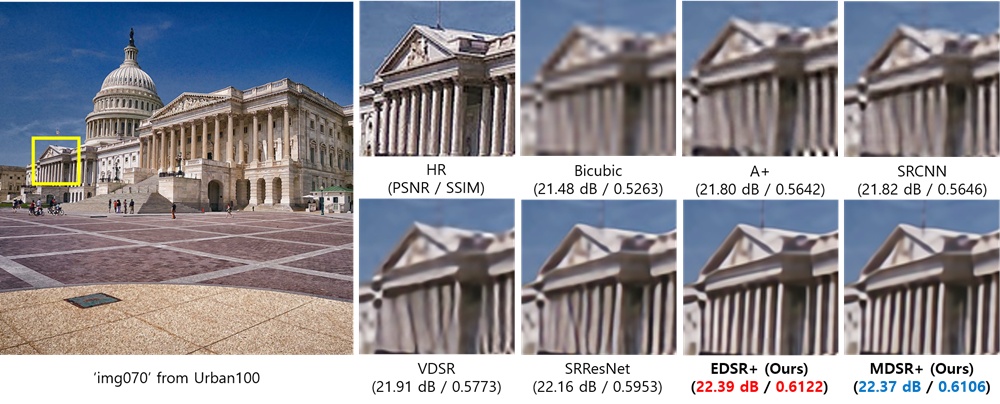 HR
(PSNR / SSIM)
Bicubic
(21.48 dB / 0.5263)
A+
(21.80 dB / 0.5642)
SRCNN
(21.82 dB / 0.5646)
'img070' from Urban100
VDSR
(21.91 dB / 0.5773)
SRResNet
(22.16 dB / 0.5953)
EDSR+ (Ours)
(22.39 dB / 0.6122)
MDSR+ (Ours)
(22.37 dB / 0.6106)